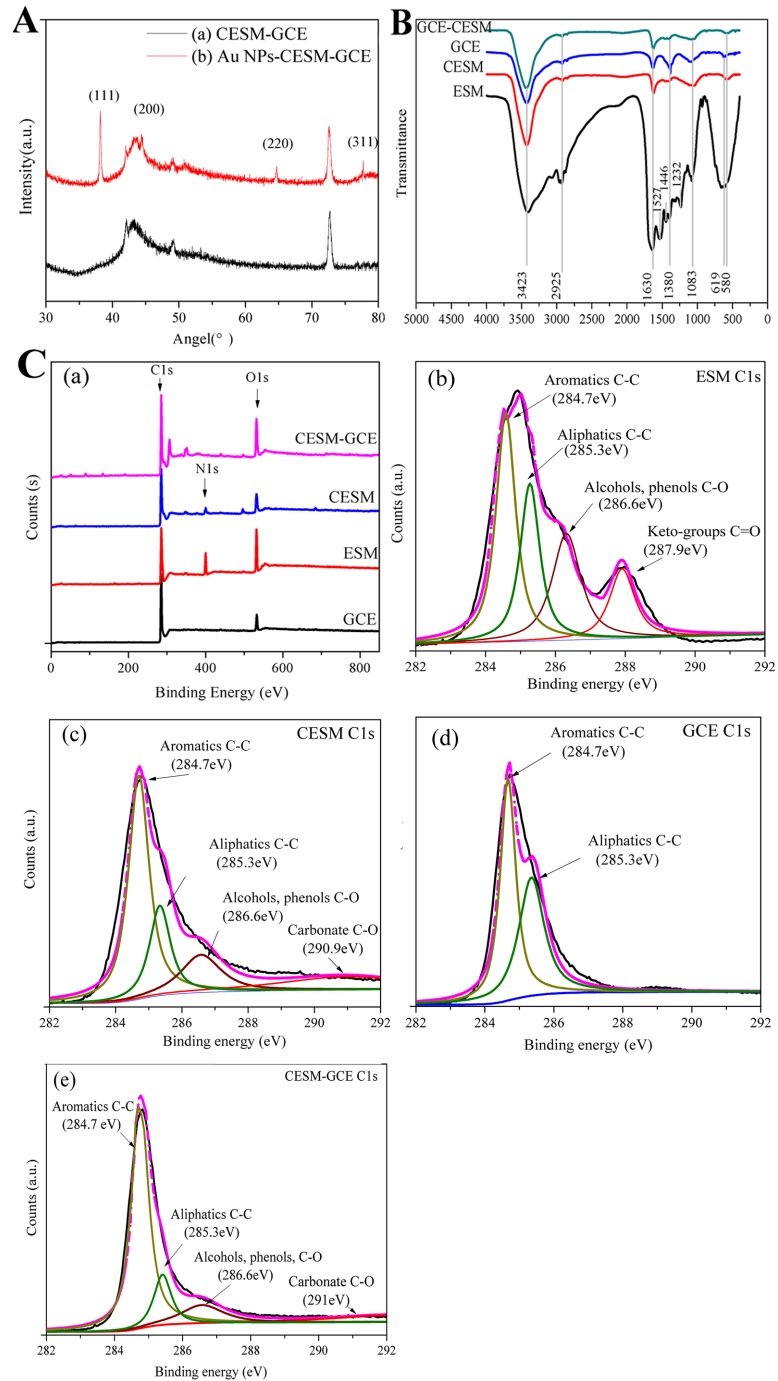 A
(a) CESM-GCE
(b) Au NPs-CESM-GCE
(111)
(200)
(220)
(311)
Intensity(a.u.)
30 40 50 60 70 80
Angel(°)
B
GCE-CESM
GCE
CESM
ESM
Transmittance
1527
1446
1232
3423
2925
1630
1380
1083
619
580
5000 4500 4000 3500 3000 2500 2000 1500 1000 500 0
C
(a)
C1s
O1s
N1s
CESM-GCE
CESM
ESM
GCE
Counts (s)
0 200 400 600 800
Binding Energy (eV)
(b)
ESM C1s
Aromatics C-C
(284.7eV)
Aliphatics C-C
(285.3eV)
Alcohols, phenols C-O
(286.6eV)
Keto-groups C=O
(287.9eV)
Counts (a.u.)
282 284 286 288 290 292
Binding energy (eV)
(c)
CESM C1s
Aromatics C-C
(284.7eV)
Aliphatics C-C
(285.3eV)
Alcohols, phenols C-O
(286.6eV)
Carbonate C-O
(290.9eV)
Counts (a.u.)
282 284 286 288 290 292
Binding energy (eV)
(d)
GCE C1s
Aromatics C-C
(284.7eV)
Aliphatics C-C
(285.3eV)
Counts (a.u.)
282 284 286 288 290 292
Binding energy (eV)
(e)
CESM-GCE C1s
Aromatics C-C
(284.7 eV)
Aliphatics C-C
(285.3eV)
Alcohols, phenols, C-O
(286.6eV)
Carbonate C-O
(291eV)
Counts (a.u.)
282 284 286 288 290 292
Binding energy (eV)